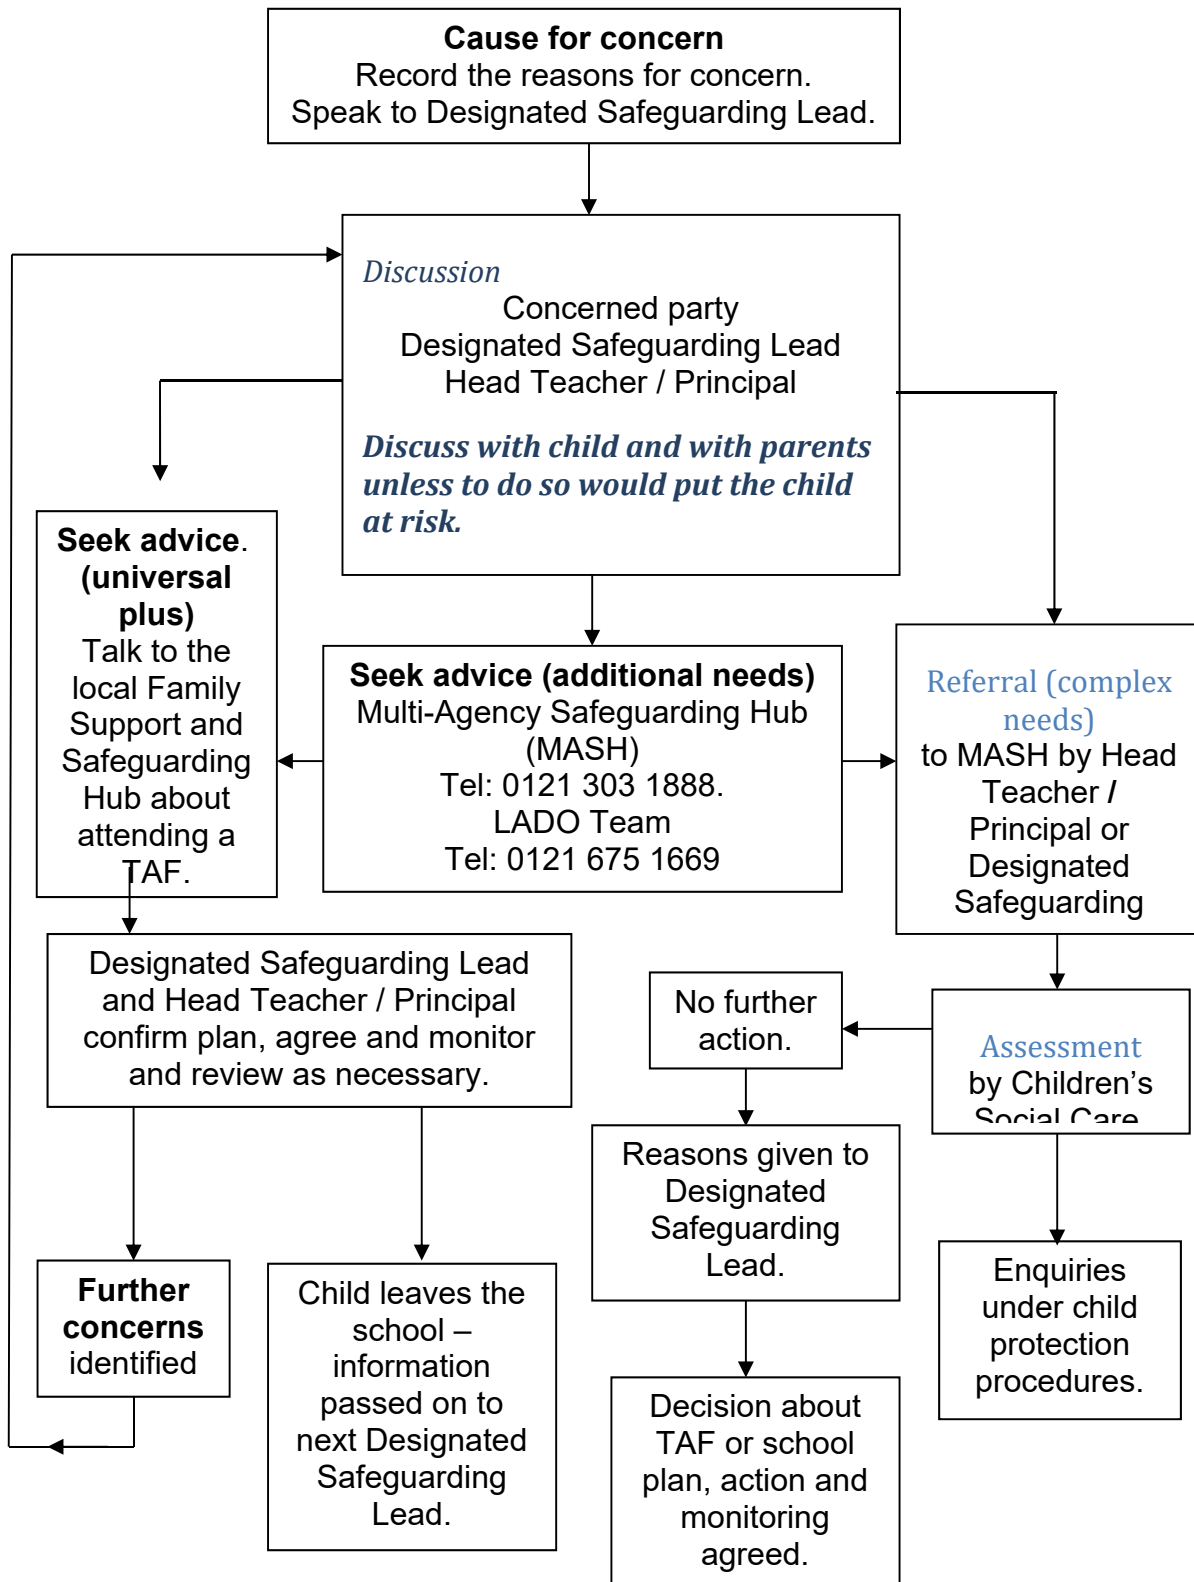 Cause for concern
Record the reasons for concern.
Speak to Designated Safeguarding Lead.
Discussion
Concerned party
Designated Safeguarding Lead
Head Teacher / Principal
Discuss with child and with parents
unless to do so would put the child
at risk.
Seek advice.
(universal
plus)
Talk to the
local Family
Support and
Safeguarding
Hub about
attending a
TAF.
Seek advice (additional needs)
Multi-Agency Safeguarding Hub
(MASH)
Tel: 0121 303 1888.
LADO Team
Tel: 0121 675 1669
Referral (complex
needs)
to MASH by Head
Teacher /
Principal or
Designated
Safeguarding
Designated Safeguarding Lead
and Head Teacher / Principal
confirm plan, agree and monitor
and review as necessary.
No further
action.
Assessment
by Children’s
Social Care
Reasons given to
Designated
Safeguarding
Lead.
Enquiries
under child
protection
procedures.
Further
concerns
identified
Child leaves the
school –
information
passed on to
next Designated
Safeguarding
Lead.
Decision about
TAF or school
plan, action and
monitoring
agreed.